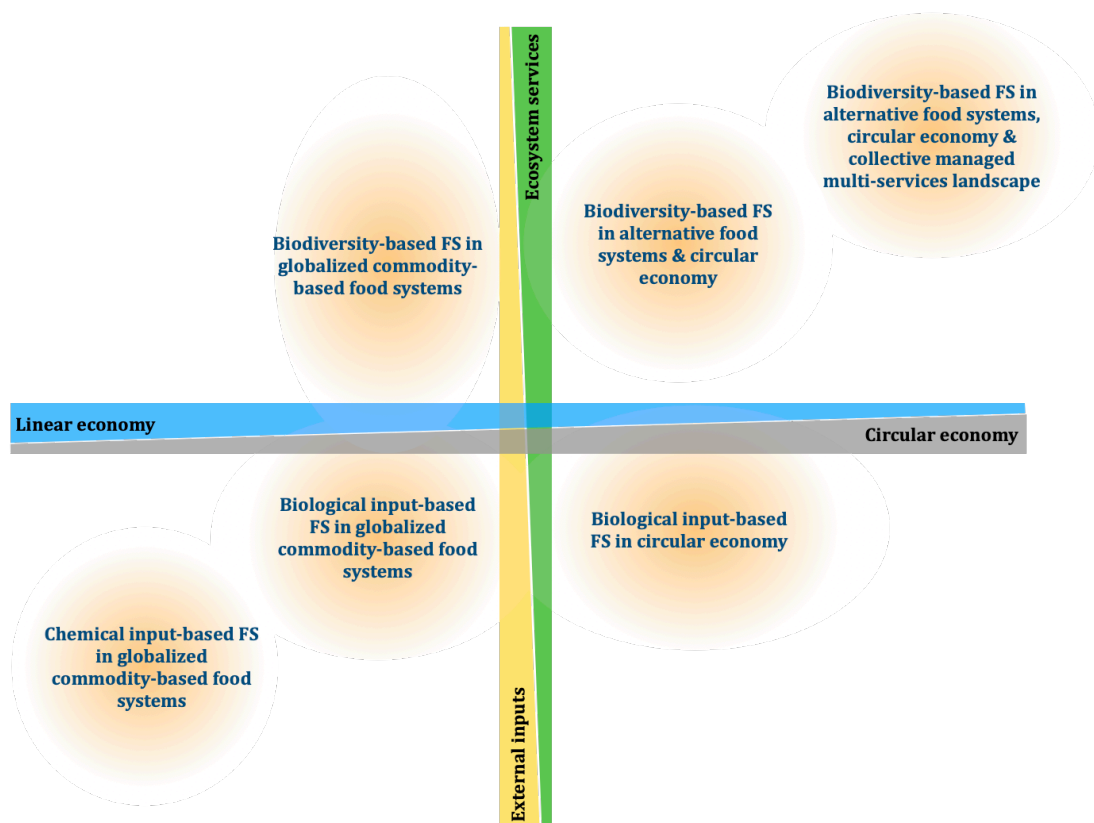 Ecosystem services
Biodiversity-based FS in
alternative food systems,
circular economy &
collective managed
multi-services landscape
Biodiversity-based FS
in alternative food
systems & circular
economy
Biodiversity-based FS in
globalized commodity-
based food systems
Linear economy
Circular economy
Biological input-based
FS in globalized
commodity-based food
systems
Biological input-based
FS in circular economy
Chemical input-based FS
in globalized
commodity-based food
systems
External inputs